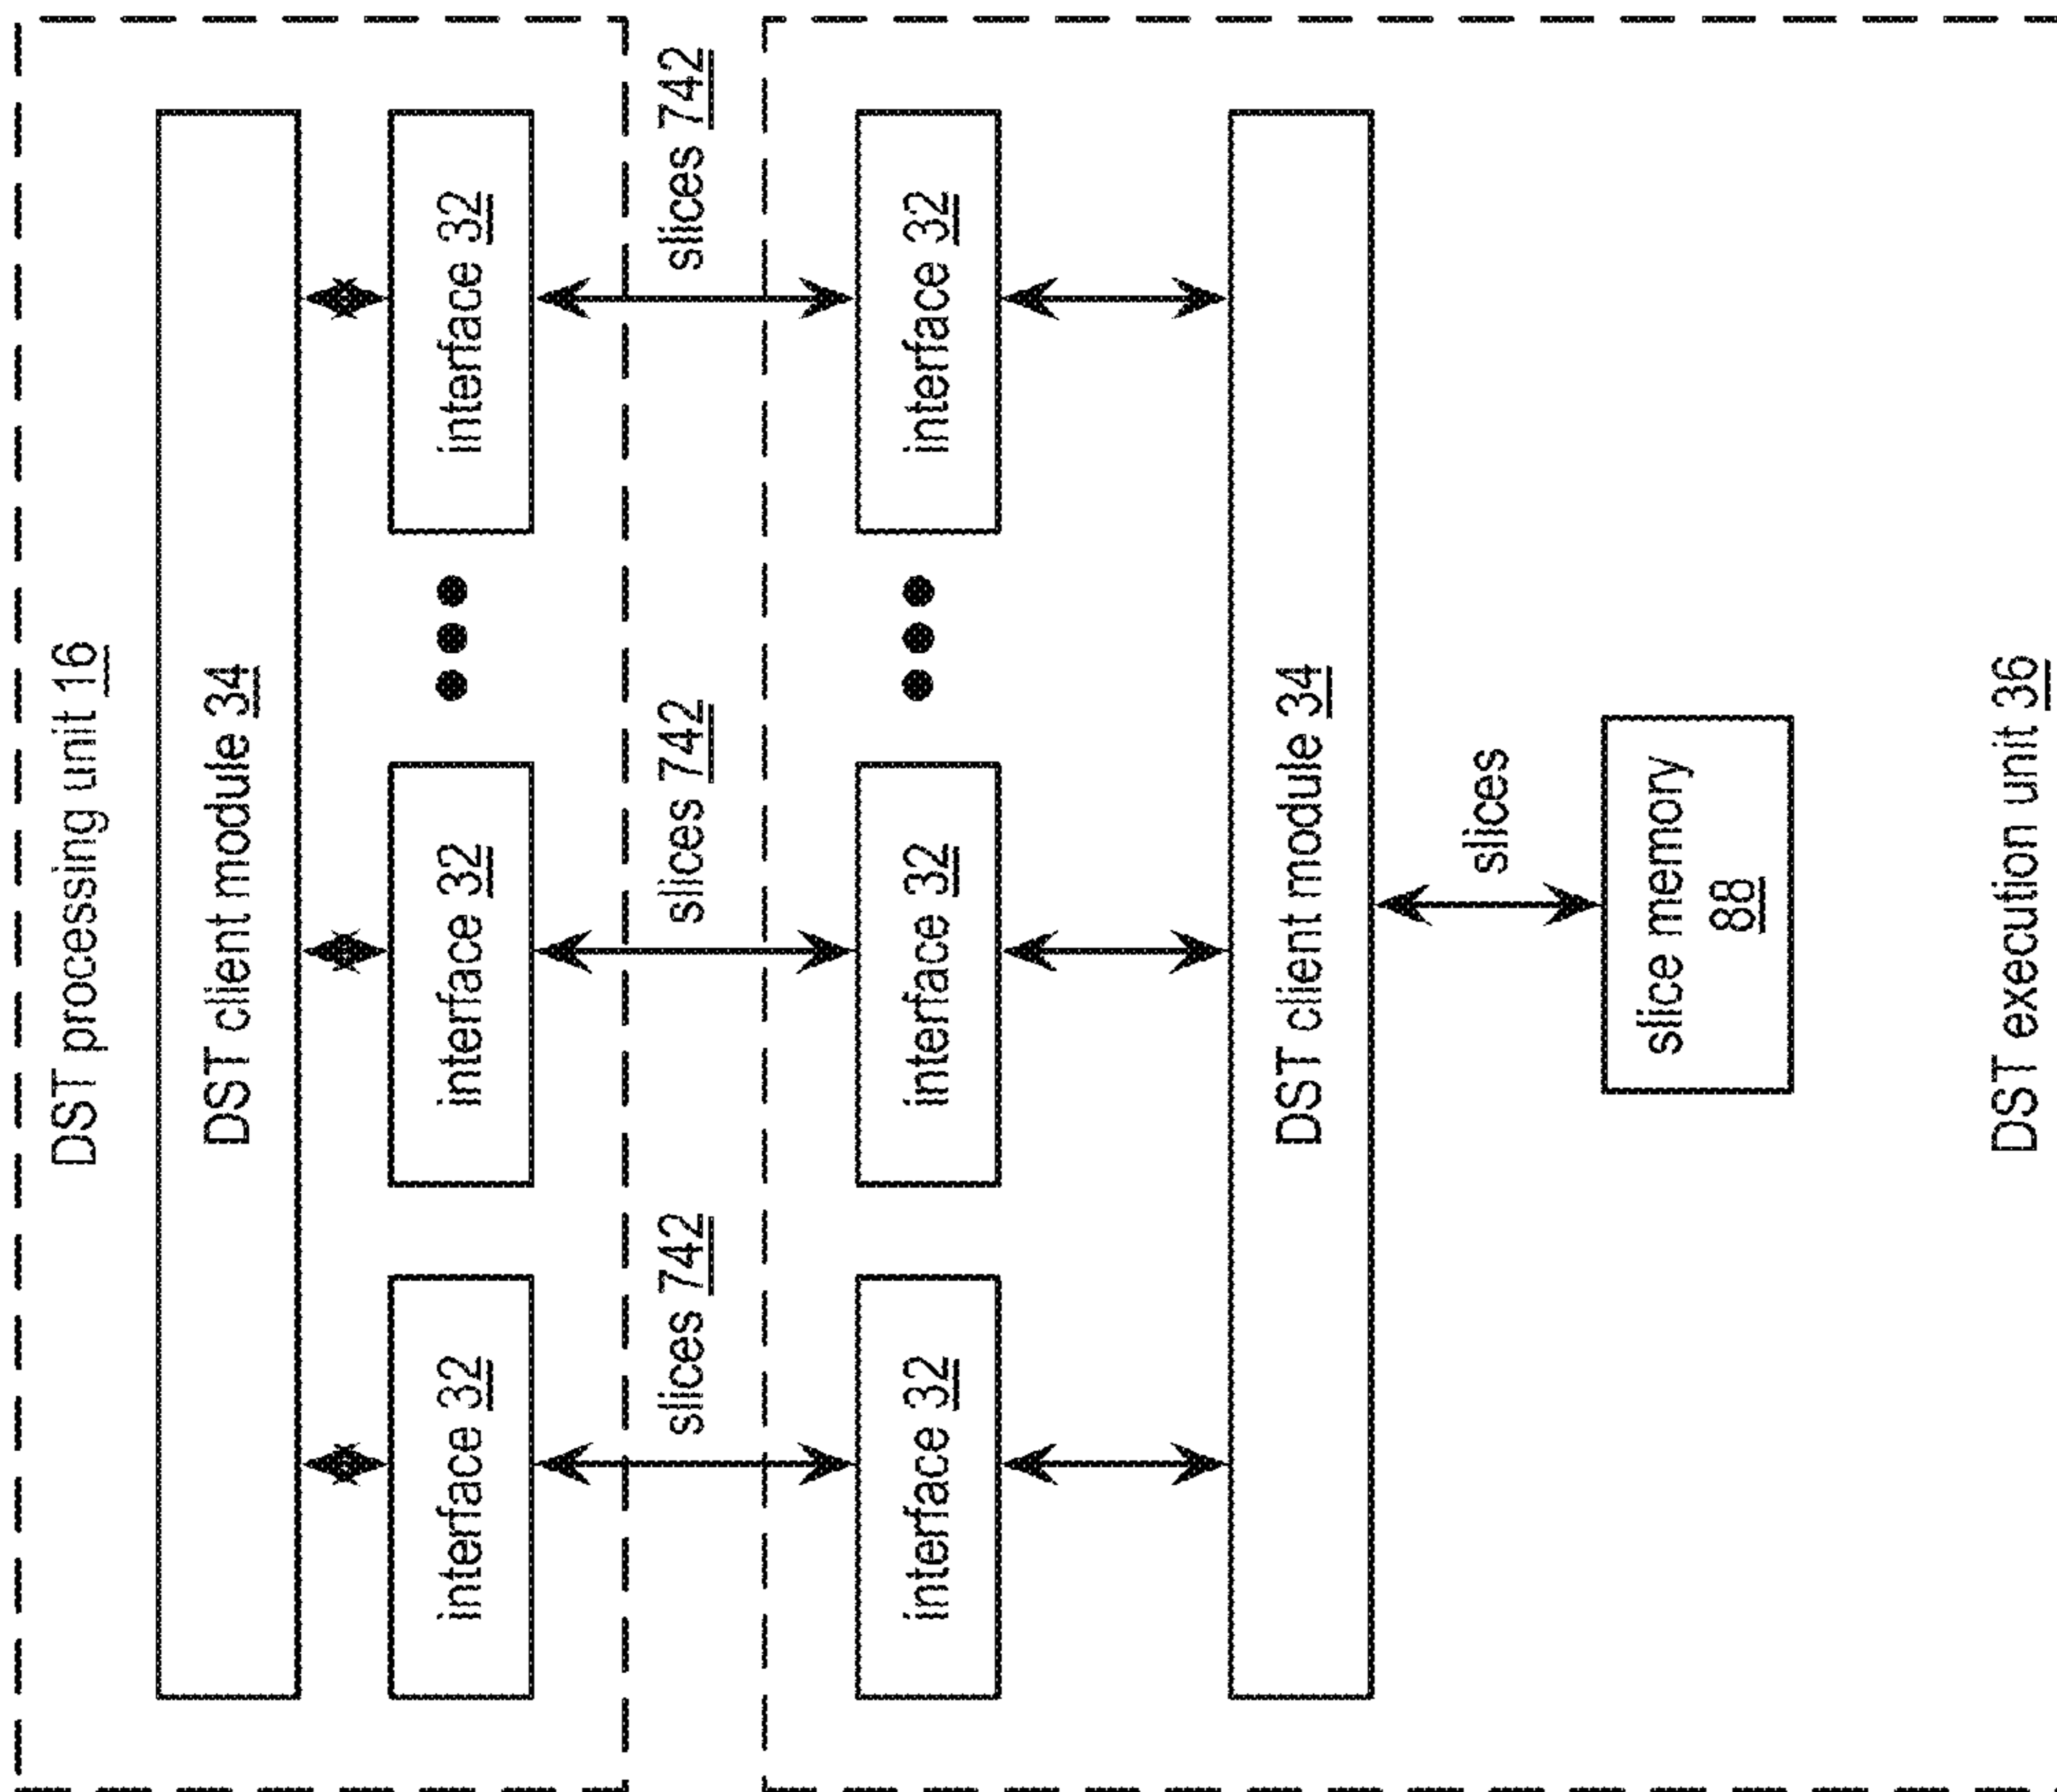 DST processing unit 16
DST client module 34
interface 32
interface 32
interface 32
slices 742
slices 742
slices 742
interface 32
interface 32
interface 32
DST client module 34
slices
slice memory
88
DST execution unit 36